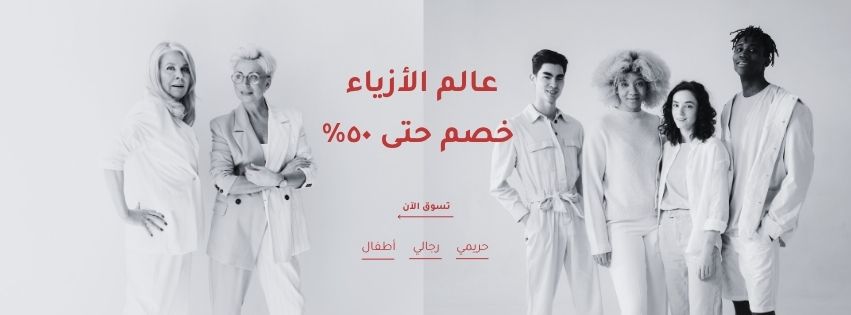 عالم الأزياء
خصم حتى ٥٠%
تسوق الآن
حريمي رجالي أطفال